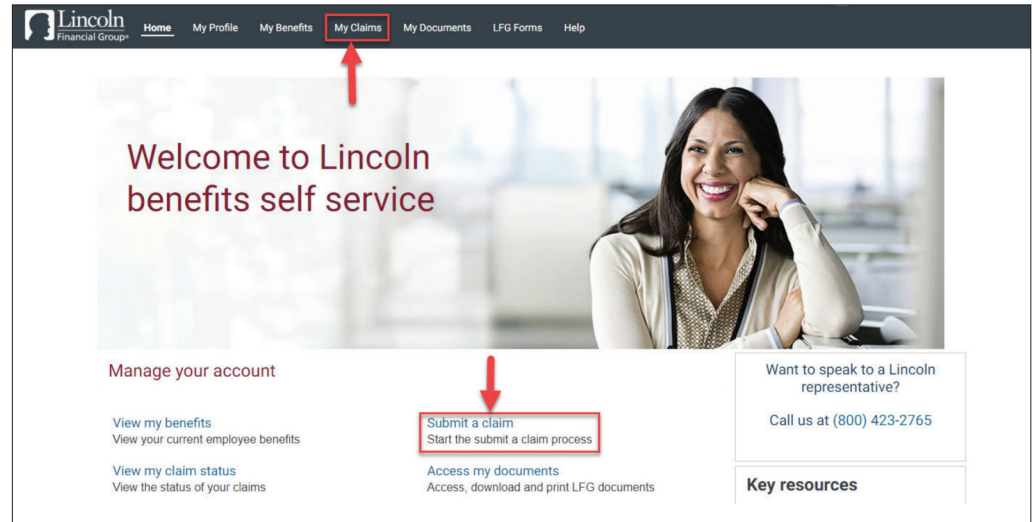 Lincoln
Financial Group®
Home My Profile My Benefits My Claims My Documents LFG Forms Help
Welcome to Lincoln
benefits self service
Manage your account
View my benefits
View your current employee benefits
Submit a claim
Start the submit a claim process
View my claim status
View the status of your claims
Access my documents
Access, download and print LFG documents
Want to speak to a Lincoln
representative?
Call us at (800) 423-2765
Key resources